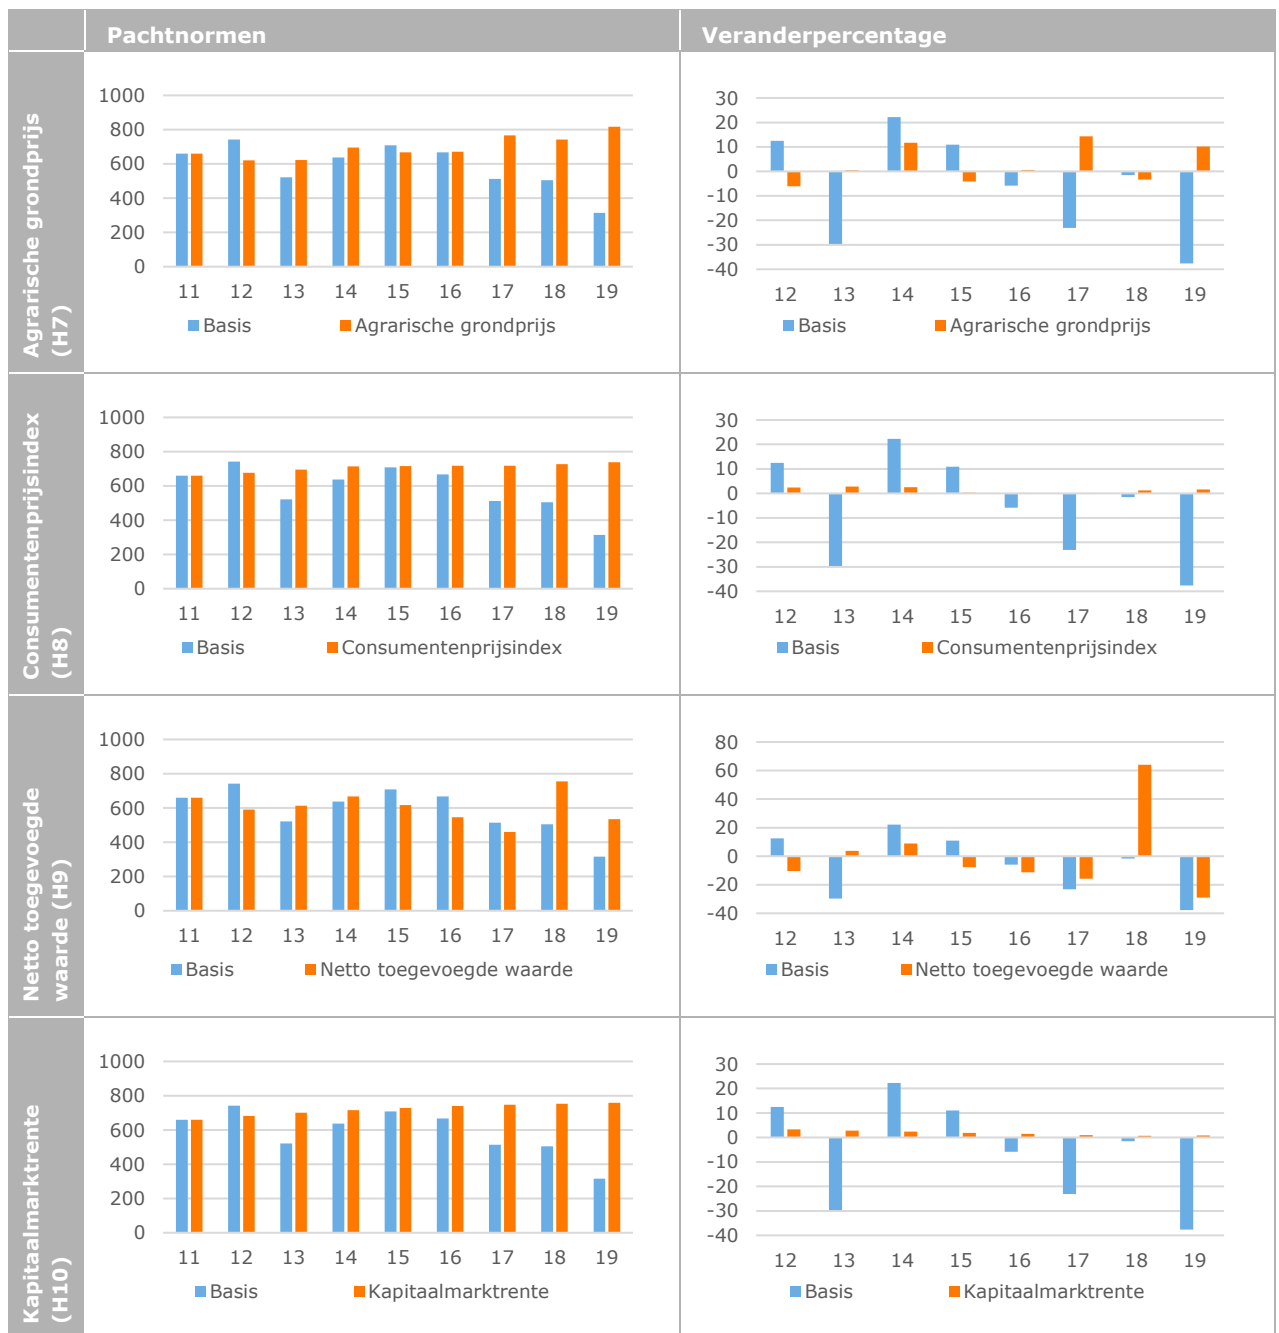 Pachtnormen
Veranderpercentage
Agrarische grondprijs
(H7)
1000
800
600
400
200
0
11 12 13 14 15 16 17 18 19
Basis Agrarische grondprijs
30
20
10
0
-10
-20
-30
-40
12 13 14 15 16 17 18 19
Basis Agrarische grondprijs
Consumentenprijsindex
(H8)
1000
800
600
400
200
0
11 12 13 14 15 16 17 18 19
Basis Consumentenprijsindex
30
20
10
0
-10
-20
-30
-40
12 13 14 15 16 17 18 19
Basis Consumentenprijsindex
Netto toegevoegde
waarde (H9)
1000
800
600
400
200
0
11 12 13 14 15 16 17 18 19
Basis Netto toegevoegde waarde
80
60
40
20
0
-20
-40
12 13 14 15 16 17 18 19
Basis Netto toegevoegde waarde
Kapitaalmarktrente
(H10)
1000
800
600
400
200
0
11 12 13 14 15 16 17 18 19
Basis Kapitaalmarktrente
30
20
10
0
-10
-20
-30
-40
12 13 14 15 16 17 18 19
Basis Kapitaalmarktrente